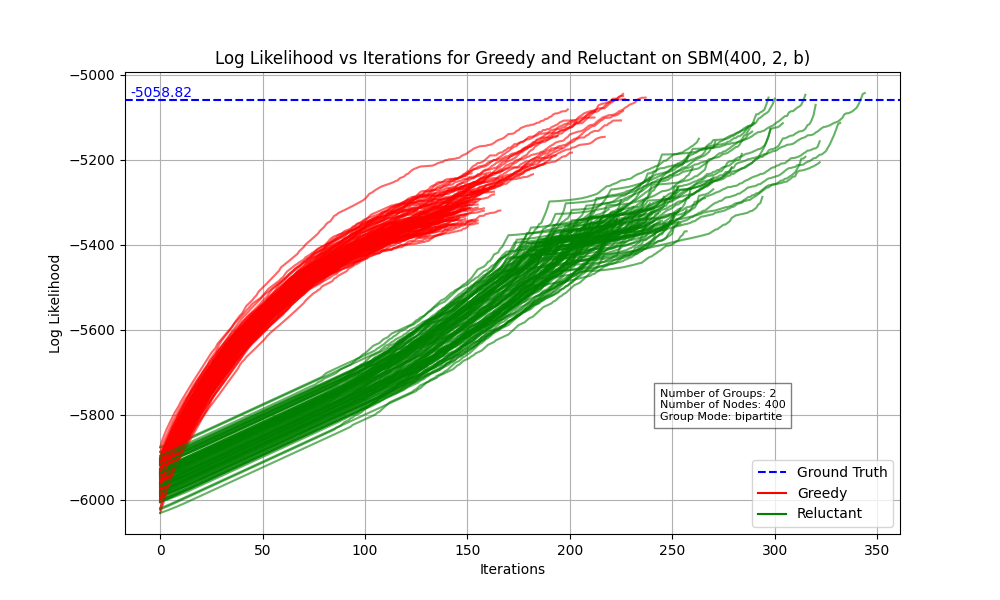 Log Likelihood vs Iterations for Greedy and Reluctant on SBM(400, 2, b)
−5000
-5058.82
−5200
−5400
−5600
−5800
−6000
Log Likelihood
Number of Groups: 2
Number of Nodes: 400
Group Mode: bipartite
Ground Truth
Greedy
Reluctant
0 50 100 150 200 250 300 350
Iterations